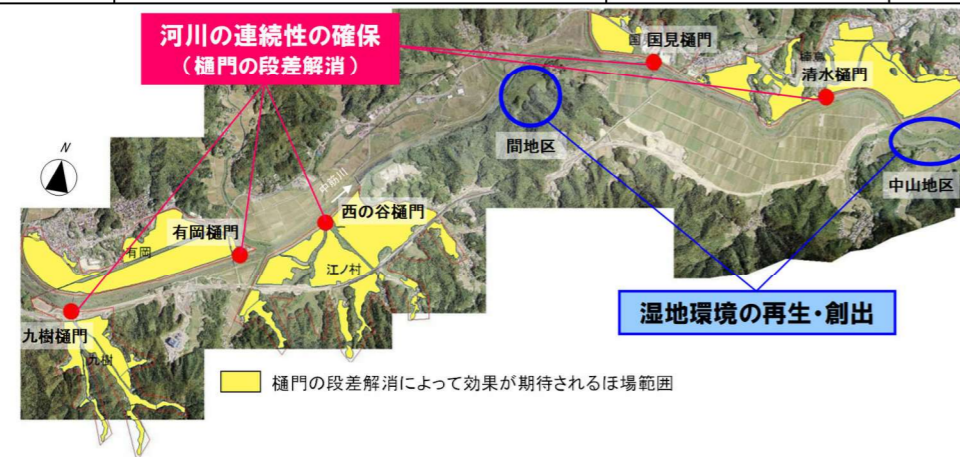 河川の連続性の確保
（樋門の段差解消）
国見樋門
清水樋門
間地区
中山地区
N
中筋川
西の谷樋門
有岡樋門
有岡
江ノ村
九樹樋門
九樹
湿地環境の再生・創出
樋門の段差解消によって効果が期待されるほ場範囲